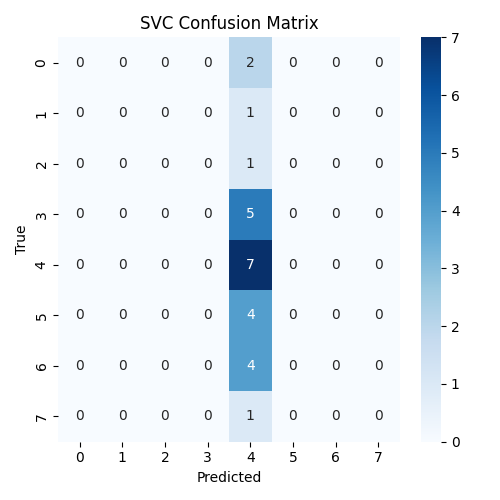 SVC Confusion Matrix
0 0 0 0 0 2 0 0 0
1 0 0 0 0 1 0 0 0
2 0 0 0 0 1 0 0 0
3 0 0 0 0 5 0 0 0
4 0 0 0 0 7 0 0 0
5 0 0 0 0 4 0 0 0
6 0 0 0 0 4 0 0 0
7 0 0 0 0 1 0 0 0
0 1 2 3 4 5 6 7
True
Predicted
7
6
5
4
3
2
1
0